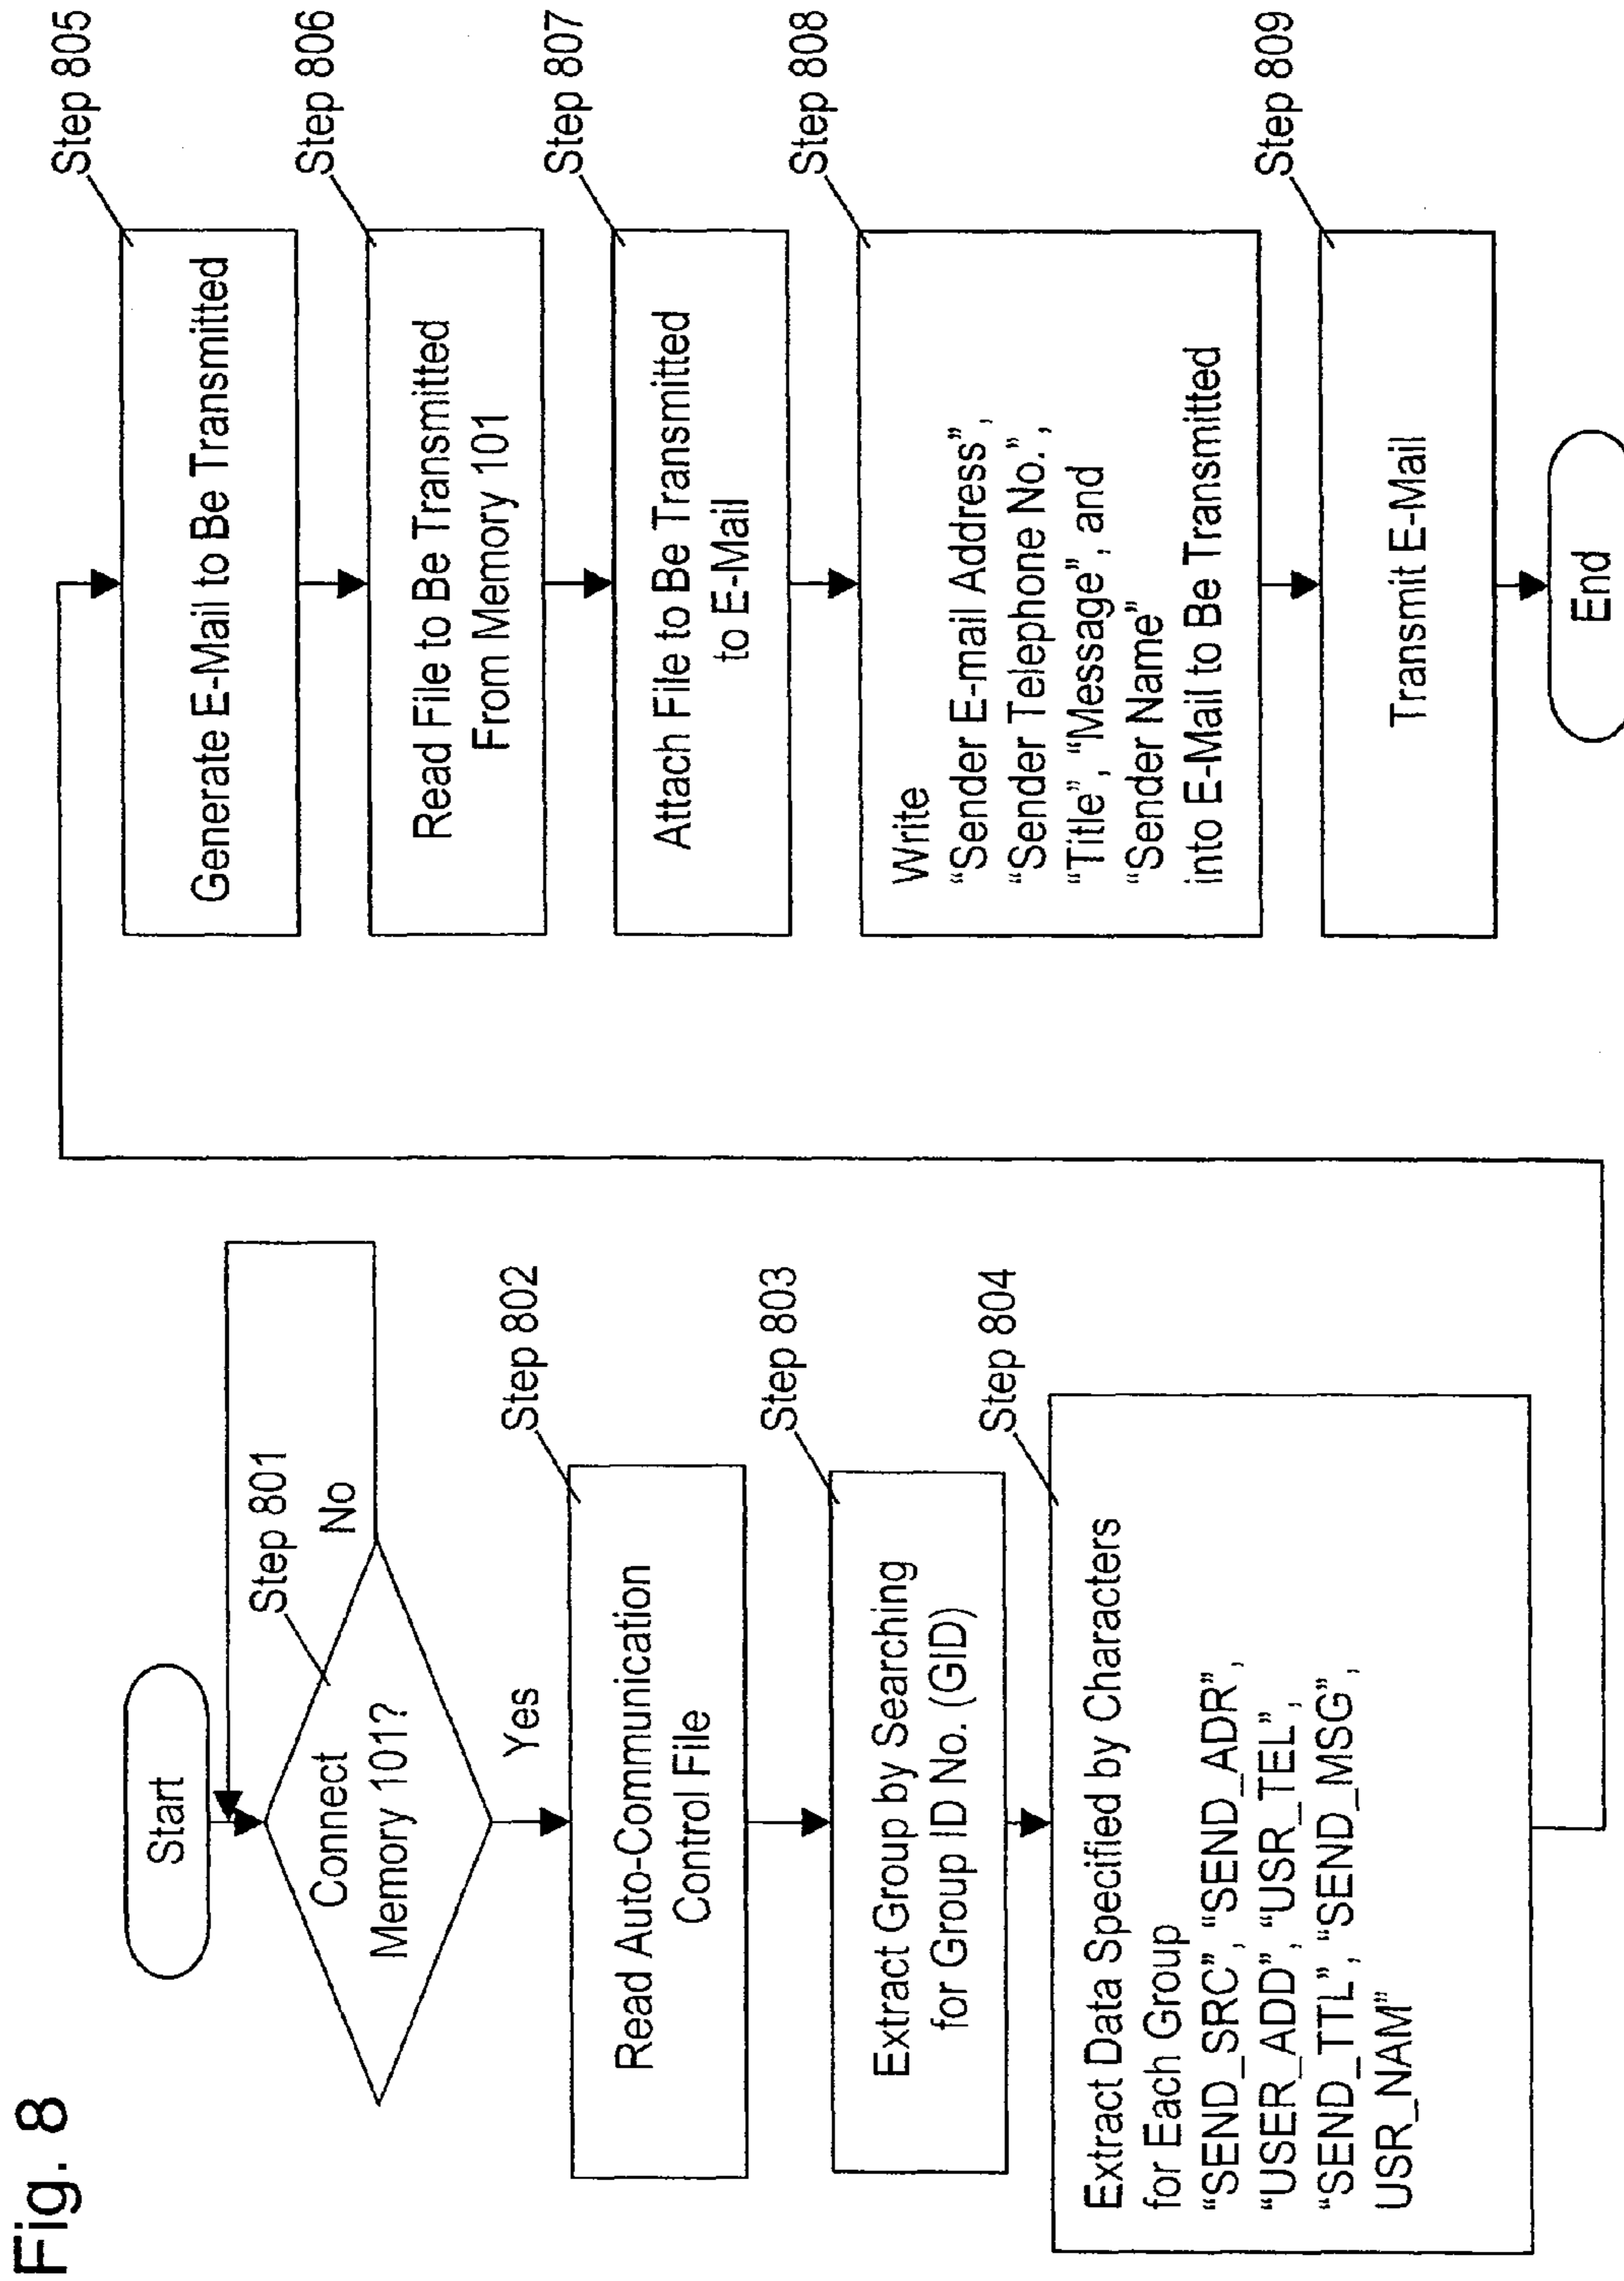 Fig. 8
Start
Step 801
Connect
Memory 101?
No
Yes
Step 802
Read Auto-Communication
Control File
Step 803
Extract Group by Searching
for Group ID No. (GID)
Step 804
Extract Data Specified by Characters
for Each Group
“SEND_SRC”, “SEND_ADR”,
“USER_ADD”, “USR_TEL”,
“SEND_TTL”, “SEND_MSG”,
USR_NAM”
Step 805
Generate E-Mail to Be Transmitted
Step 806
Read File to Be Transmitted
From Memory 101
Step 807
Attach File to Be Transmitted
to E-Mail
Step 808
Write
“Sender E-mail Address”,
“Sender Telephone No.”,
“Title”, “Message”, and
“Sender Name”
into E-Mail to Be Transmitted
Step 809
Transmit E-Mail
End